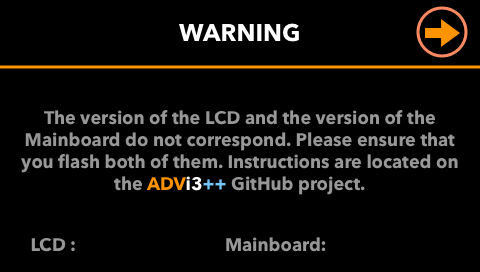 WARNING
The version of the LCD and the version of the
Mainboard do not correspond. Please ensure that
you flash both of them. Instructions are located on
the ADVi3++ GitHub project.
LCD : Mainboard: